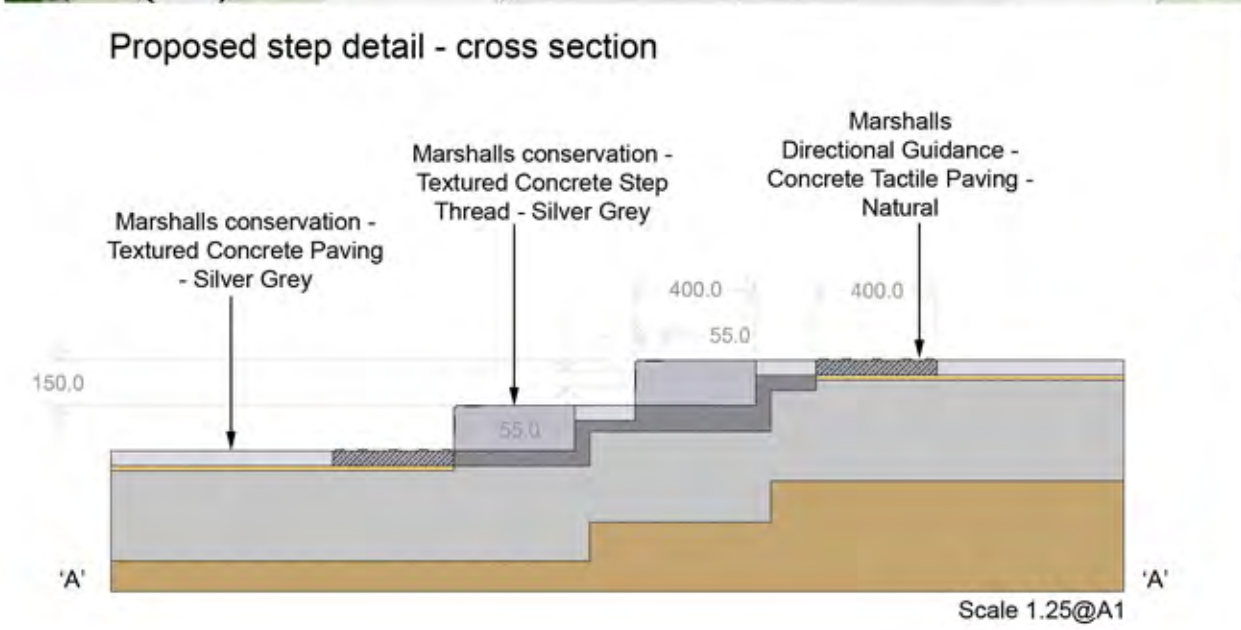 Proposed step detail - cross section
Marshalls conservation -
Textured Concrete Paving
- Silver Grey
Marshalls conservation -
Textured Concrete Step
Thread - Silver Grey
Marshalls
Directional Guidance -
Concrete Tactile Paving -
Natural
400.0
400.0
55.0
150.0
55.0
'A'
'A'
Scale 1.25@A1